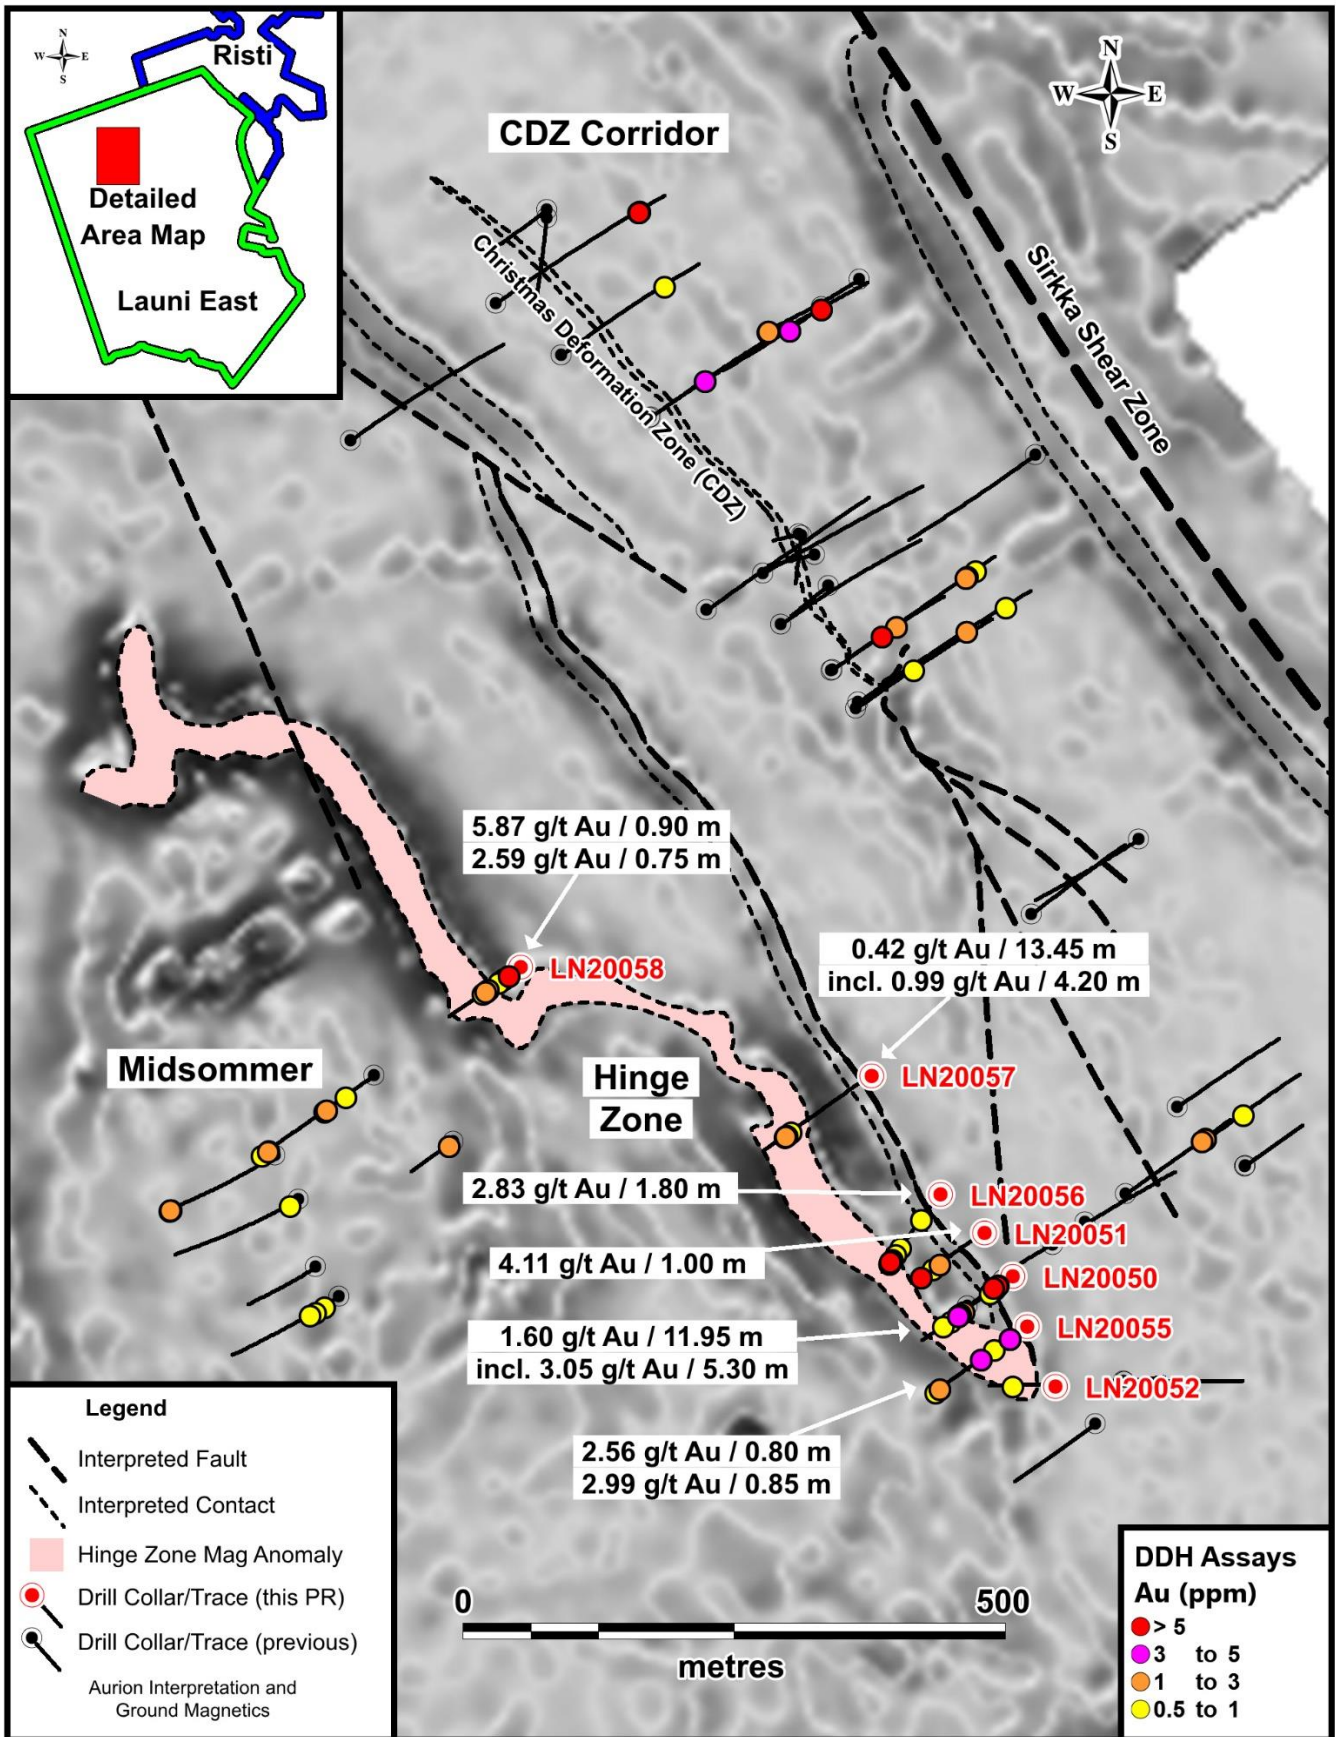 N
W E
S
Risti
Detailed
Area Map
Launi East
N
W E
S
CDZ Corridor
Christmas Deformation Zone (CDZ)
Sirkka Shear Zone
5.87 g/t Au / 0.90 m
2.59 g/t Au / 0.75 m
LN20058
0.42 g/t Au / 13.45 m
incl. 0.99 g/t Au / 4.20 m
Midsommer
Hinge
Zone
LN20057
2.83 g/t Au / 1.80 m
LN20056
4.11 g/t Au / 1.00 m
LN20051
LN20050
1.60 g/t Au / 11.95 m
incl. 3.05 g/t Au / 5.30 m
LN20055
LN20052
2.56 g/t Au / 0.80 m
2.99 g/t Au / 0.85 m
Legend
Interpreted Fault
Interpreted Contact
Hinge Zone Mag Anomaly
Drill Collar/Trace (this PR)
Drill Collar/Trace (previous)
Aurion Interpretation and
Ground Magnetics
0 500
metres
DDH Assays
Au (ppm)
> 5
3 to 5
1 to 3
0.5 to 1